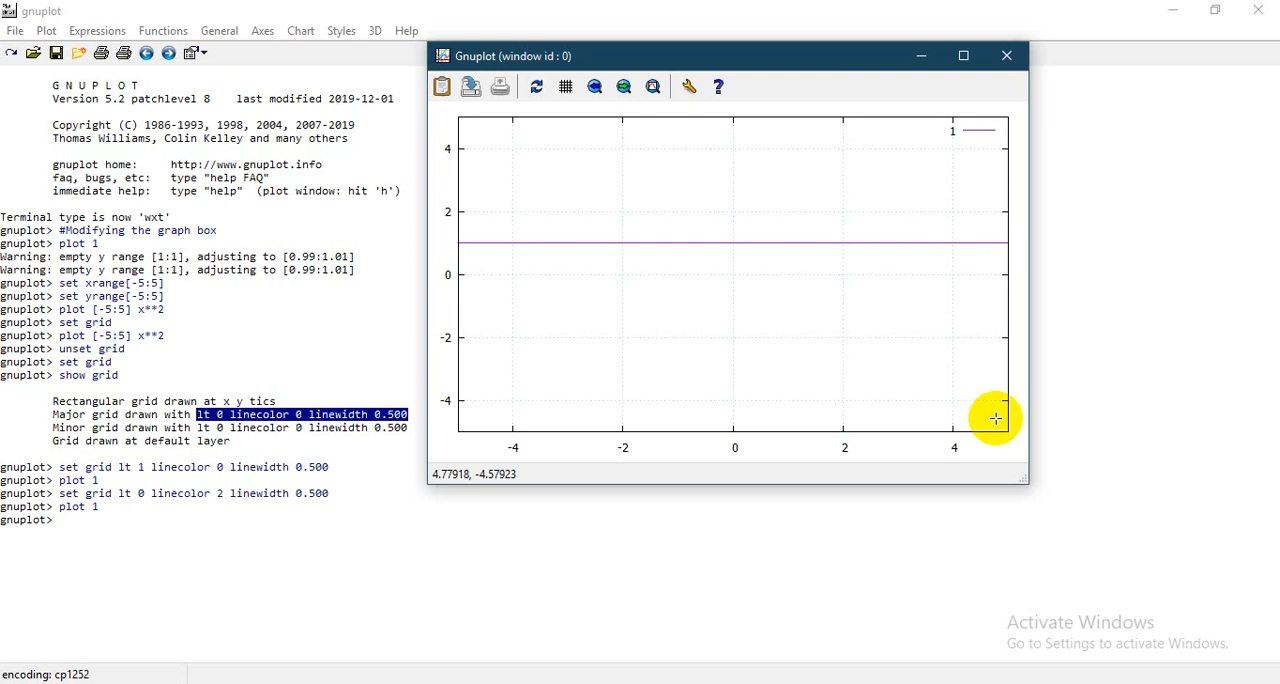 gnuplot
File Plot Expressions Functions General Axes Chart Styles 3D Help
G N U P L O T
Version 5.2 patchlevel 8    last modified 2019-12-01
Copyright (C) 1986-1993, 1998, 2004, 2007-2019
Thomas Williams, Colin Kelley and many others
gnuplot home:     http://www.gnuplot.info
faq, bugs, etc:   type "help FAQ"
immediate help:   type "help"  (plot window: hit 'h')
Terminal type is now 'wxt'
gnuplot> #Modifying the graph box
gnuplot> plot 1
Warning: empty y range [1:1], adjusting to [0.99:1.01]
Warning: empty y range [1:1], adjusting to [0.99:1.01]
gnuplot> set xrange[-5:5]
gnuplot> set yrange[-5:5]
gnuplot> plot [-5:5] x**2
gnuplot> set grid
gnuplot> plot [-5:5] x**2
gnuplot> unset grid
gnuplot> set grid
gnuplot> show grid
Rectangular grid drawn at x y tics
Major grid drawn with lt 0 linecolor 0 linewidth 0.500
Minor grid drawn with lt 0 linecolor 0 linewidth 0.500
Grid drawn at default layer
gnuplot> set grid lt 1 linecolor 0 linewidth 0.500
gnuplot> plot 1
gnuplot> set grid lt 0 linecolor 2 linewidth 0.500
gnuplot> plot 1
gnuplot>
Gnuplot (window id : 0)
1
4
2
0
-2
-4
-4 -2 0 2 4
4.77918, -4.57923
Activate Windows
Go to Settings to activate Windows.
encoding: cp1252